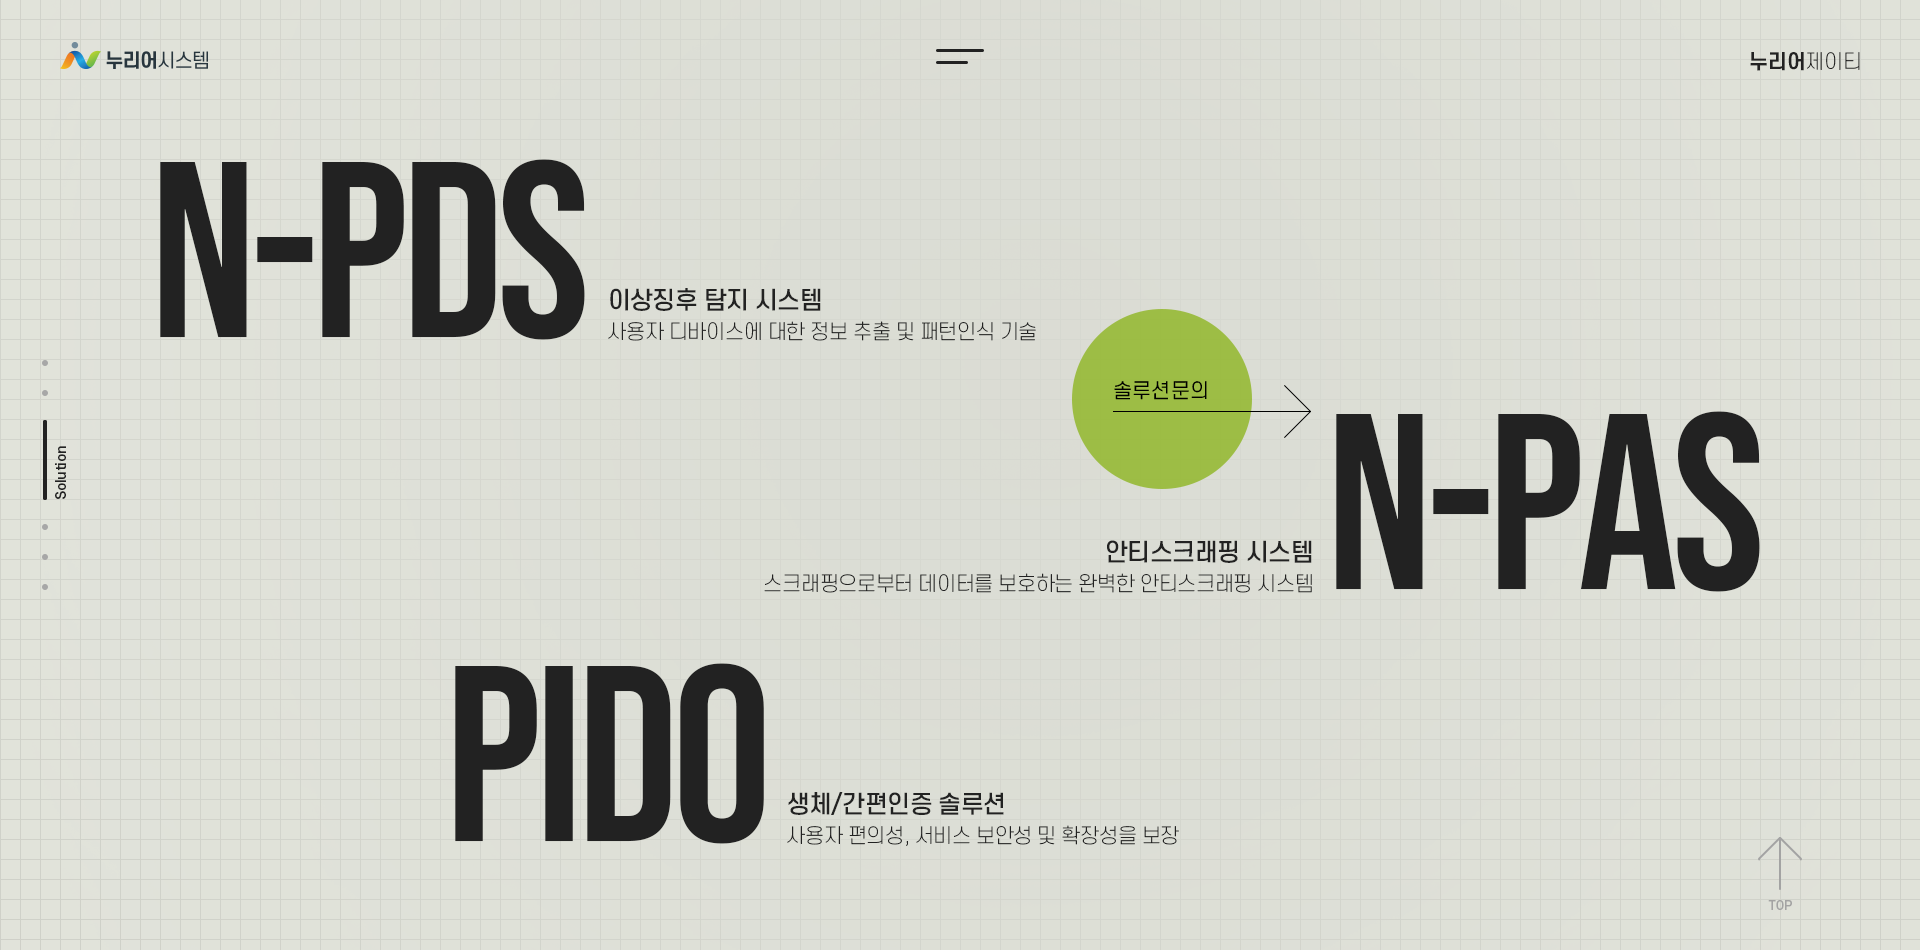 누리어시스템
누리어제이티
N-PDS
이상징후 탐지 시스템
사용자 디바이스에 대한 정보 추출 및 패턴인식 기술
솔루션문의
N-PAS
안티스크래핑 시스템
스크래핑으로부터 데이터를 보호하는 완벽한 안티스크래핑 시스템
Solution
PIDO
생체/간편인증 솔루션
사용자 편의성, 서비스 보안성 및 확장성을 보장
TOP